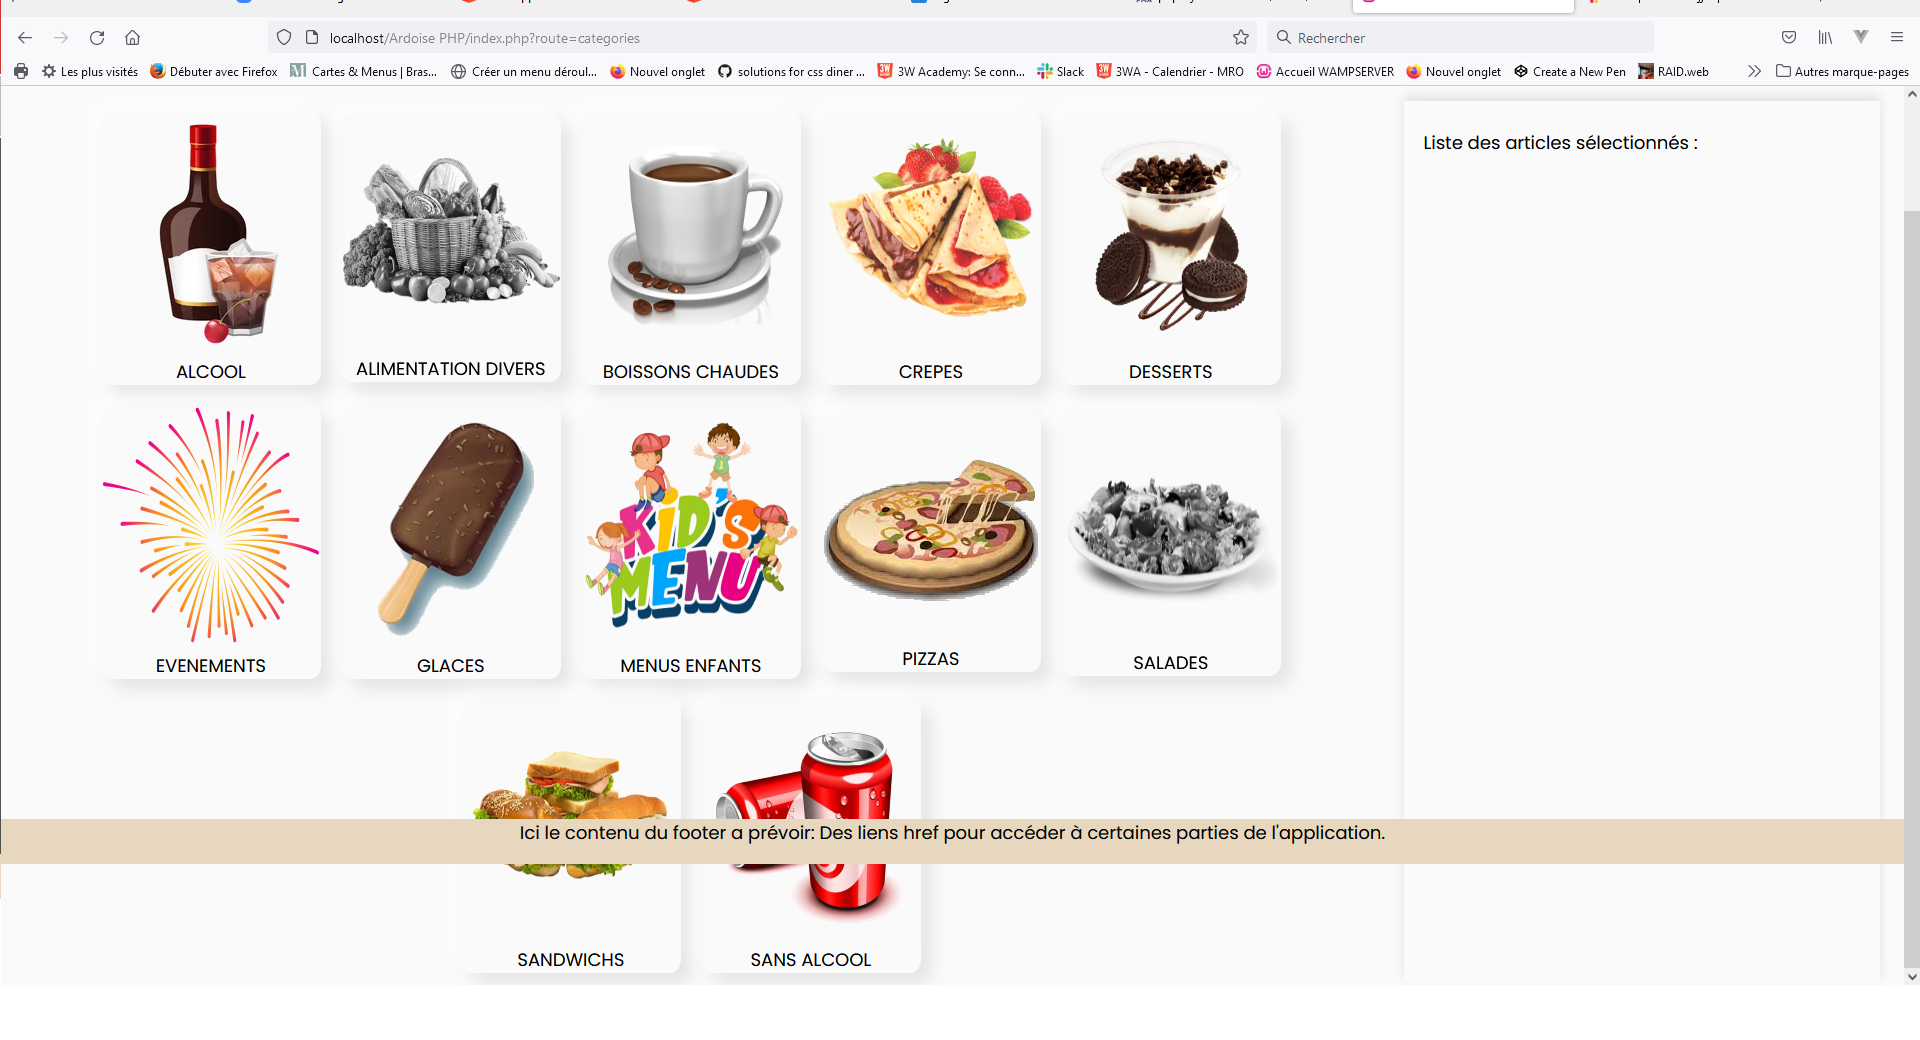 localhost/Ardoise PHP/index.php?route=categories
Rechercher
Les plus visités
Débuter avec Firefox
Cartes & Menus | Bras...
Créer un menu déroul...
Nouvel onglet
solutions for css diner ...
3W Academy: Se conn...
Slack
3WA - Calendrier - MRO
Accueil WAMPSERVER
Nouvel onglet
Create a New Pen
RAID.web
Autres marque-pages
Liste des articles sélectionnés :
ALCOOL
ALIMENTATION DIVERS
BOISSONS CHAUDES
CREPES
DESSERTS
KID'S
MENU
EVENEMENTS
GLACES
MENUS ENFANTS
PIZZAS
SALADES
Ici le contenu du footer a prévoir: Des liens href pour accéder à certaines parties de l'application.
SANDWICHS
SANS ALCOOL